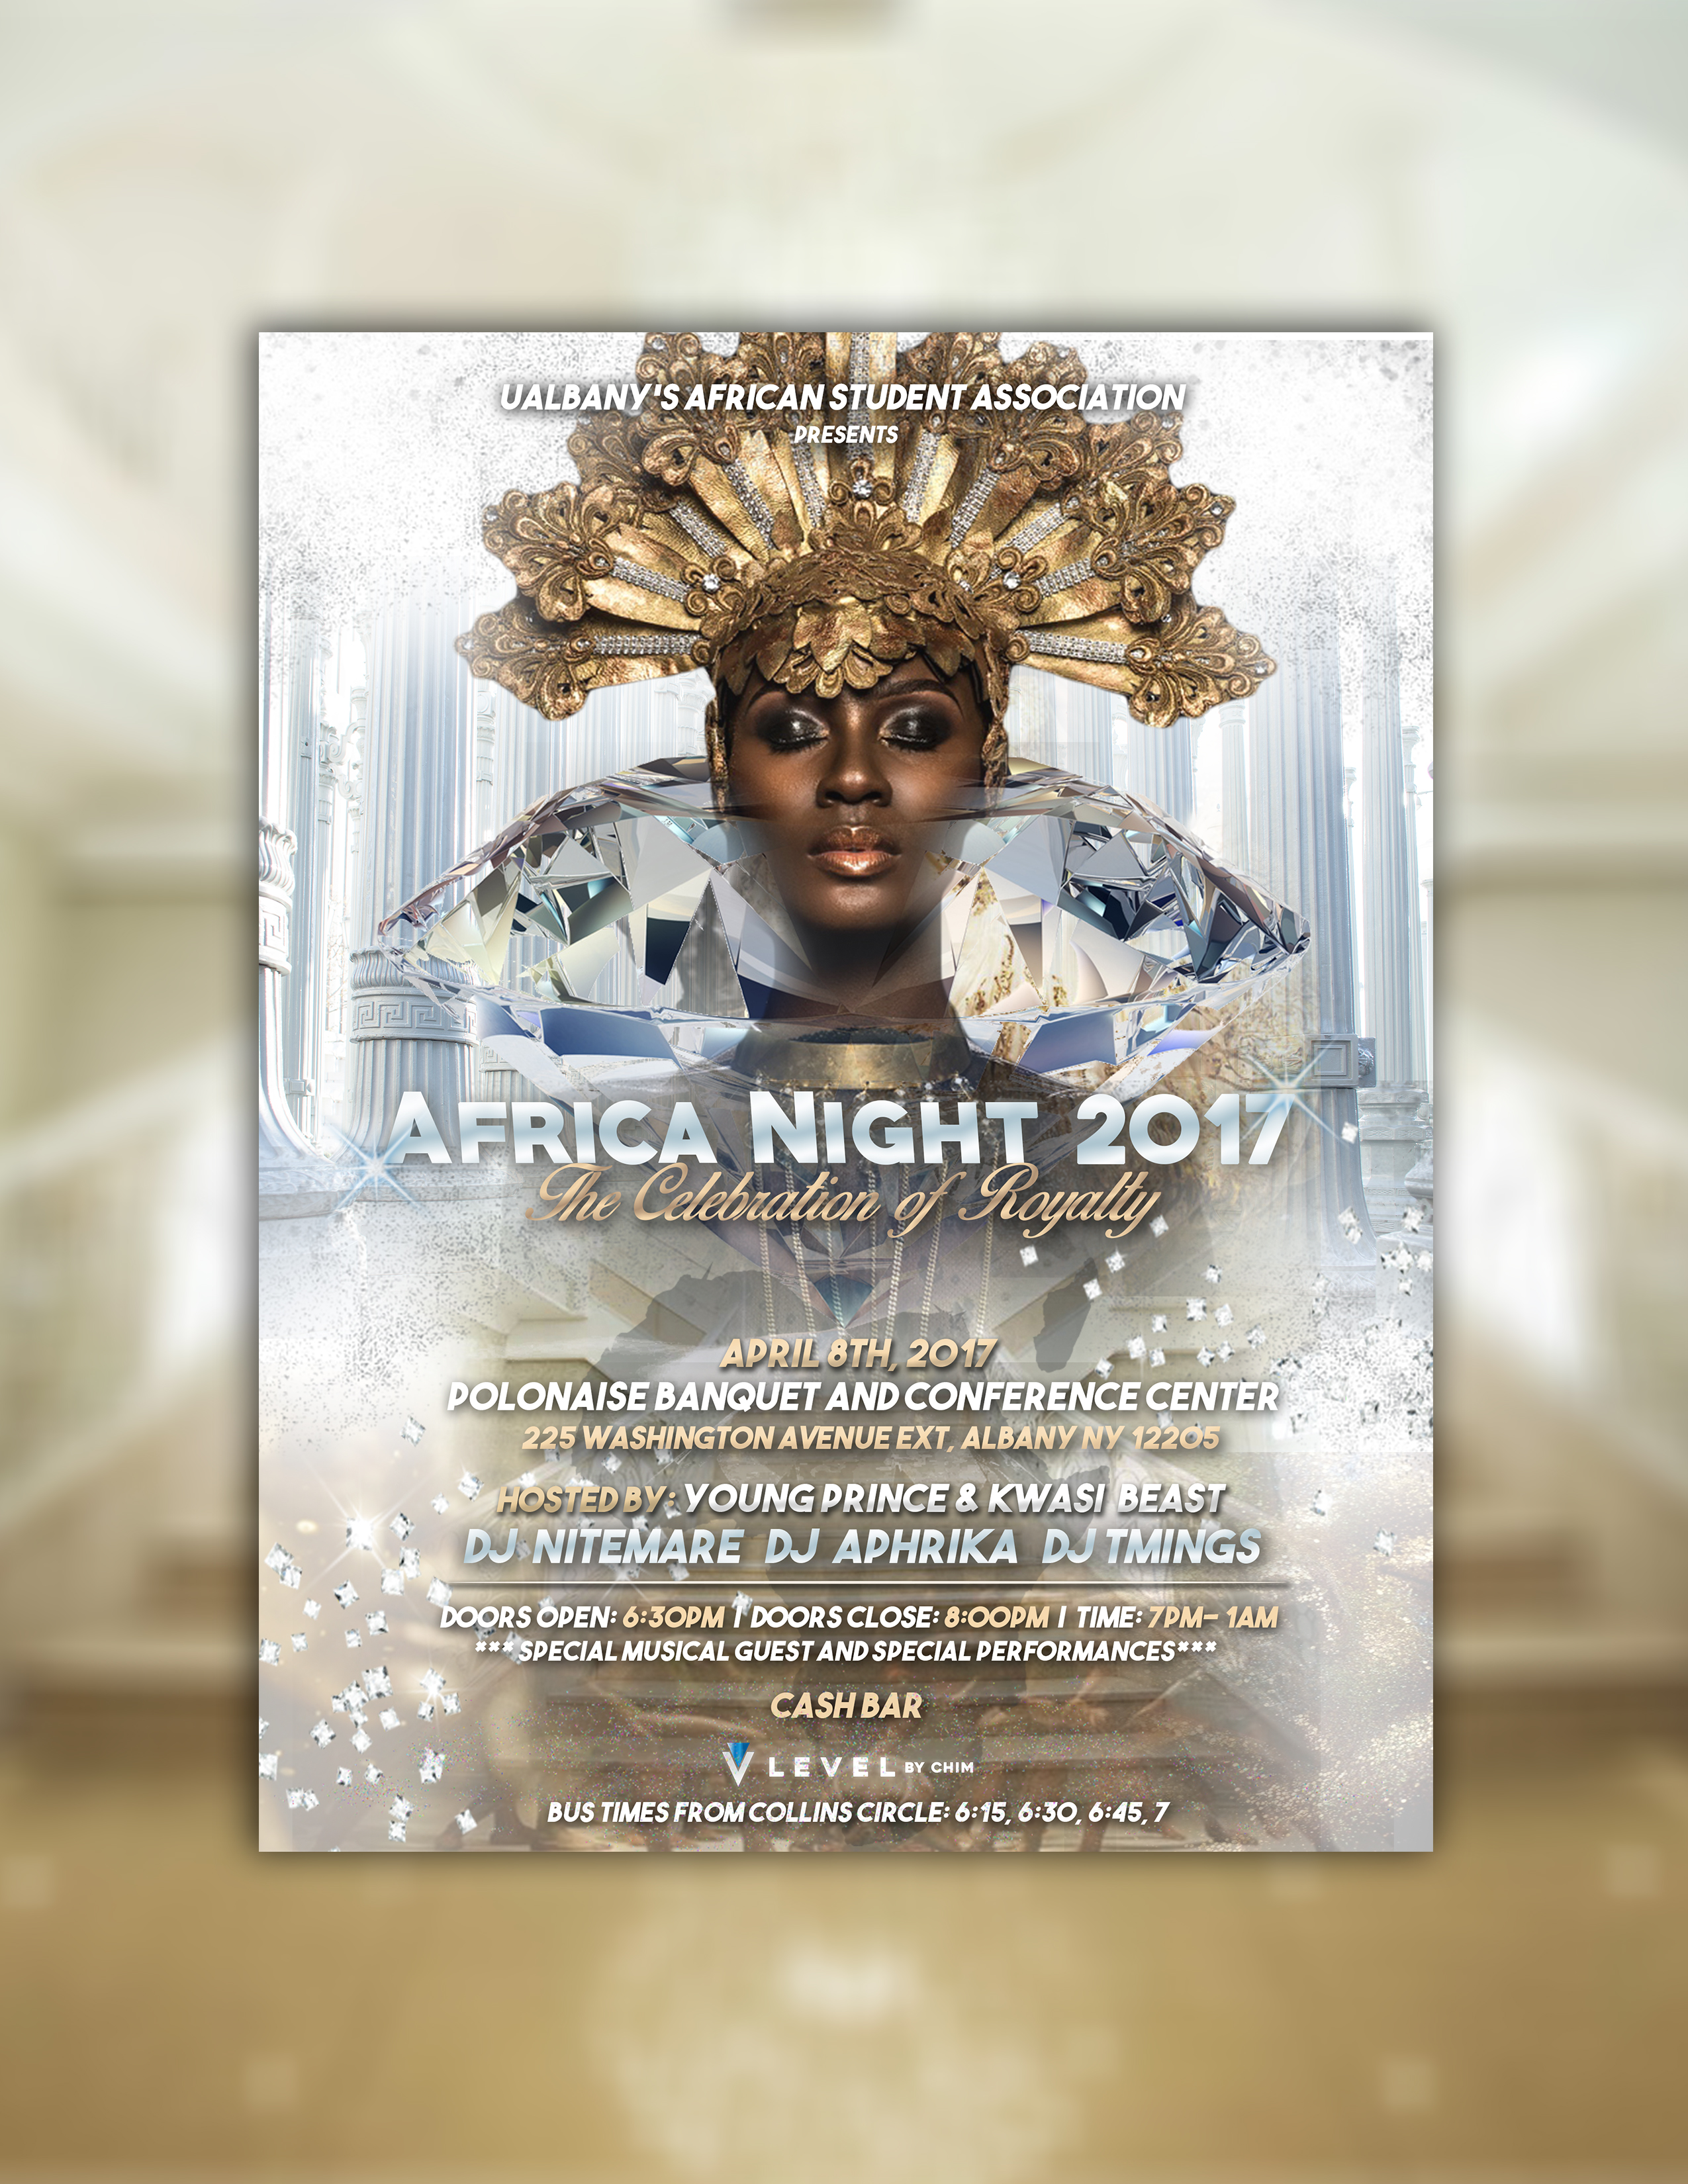 UALBANY'S AFRICAN STUDENT ASSOCIATION
PRESENTS
AFRICA NIGHT 2017
The Celebration of Royalty
APRIL 8TH, 2017
POLONAISE BANQUET AND CONFERENCE CENTER
225 WASHINGTON AVENUE EXT, ALBANY NY 12205
HOSTED BY: YOUNG PRINCE & KWASI BEAST
DJ NITEMARE DJ APHRIKA DJ TMINGS
DOORS OPEN: 6:30PM | DOORS CLOSE: 8:00PM | TIME: 7PM- 1AM
***SPECIAL MUSICAL GUEST AND SPECIAL PERFORMANCES***
CASH BAR
LEVEL BY CHIM
BUS TIMES FROM COLLINS CIRCLE: 6:15, 6:30, 6:45, 7